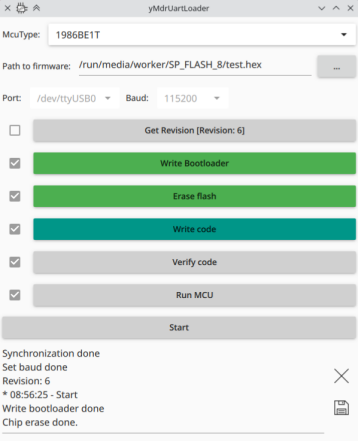 yMdrUartLoader
McuType: 1986BE1T
Path to firmware: /run/media/worker/SP_FLASH_8/test.hex ...
Port: /dev/ttyUSB0 Baud: 115200
Get Revision [Revision: 6]
Write Bootloader
Erase flash
Write code
Verify code
Run MCU
Start
Synchronization done
Set baud done
Revision: 6
* 08:56:25 - Start
Write bootloader done
Chip erase done.